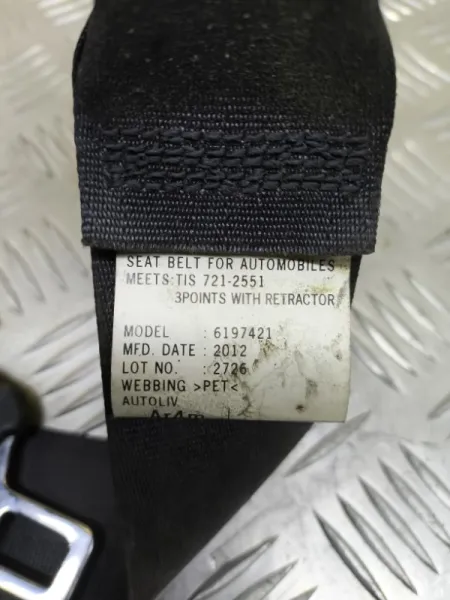 SEAT BELT FOR AUTOMOBILES
MEETS:TIS 721-2551
3POINTS WITH RETRACTOR
MODEL : 6197421
MFD. DATE : 2012
LOT NO. : 2726
WEBBING >PET<
AUTOLIV